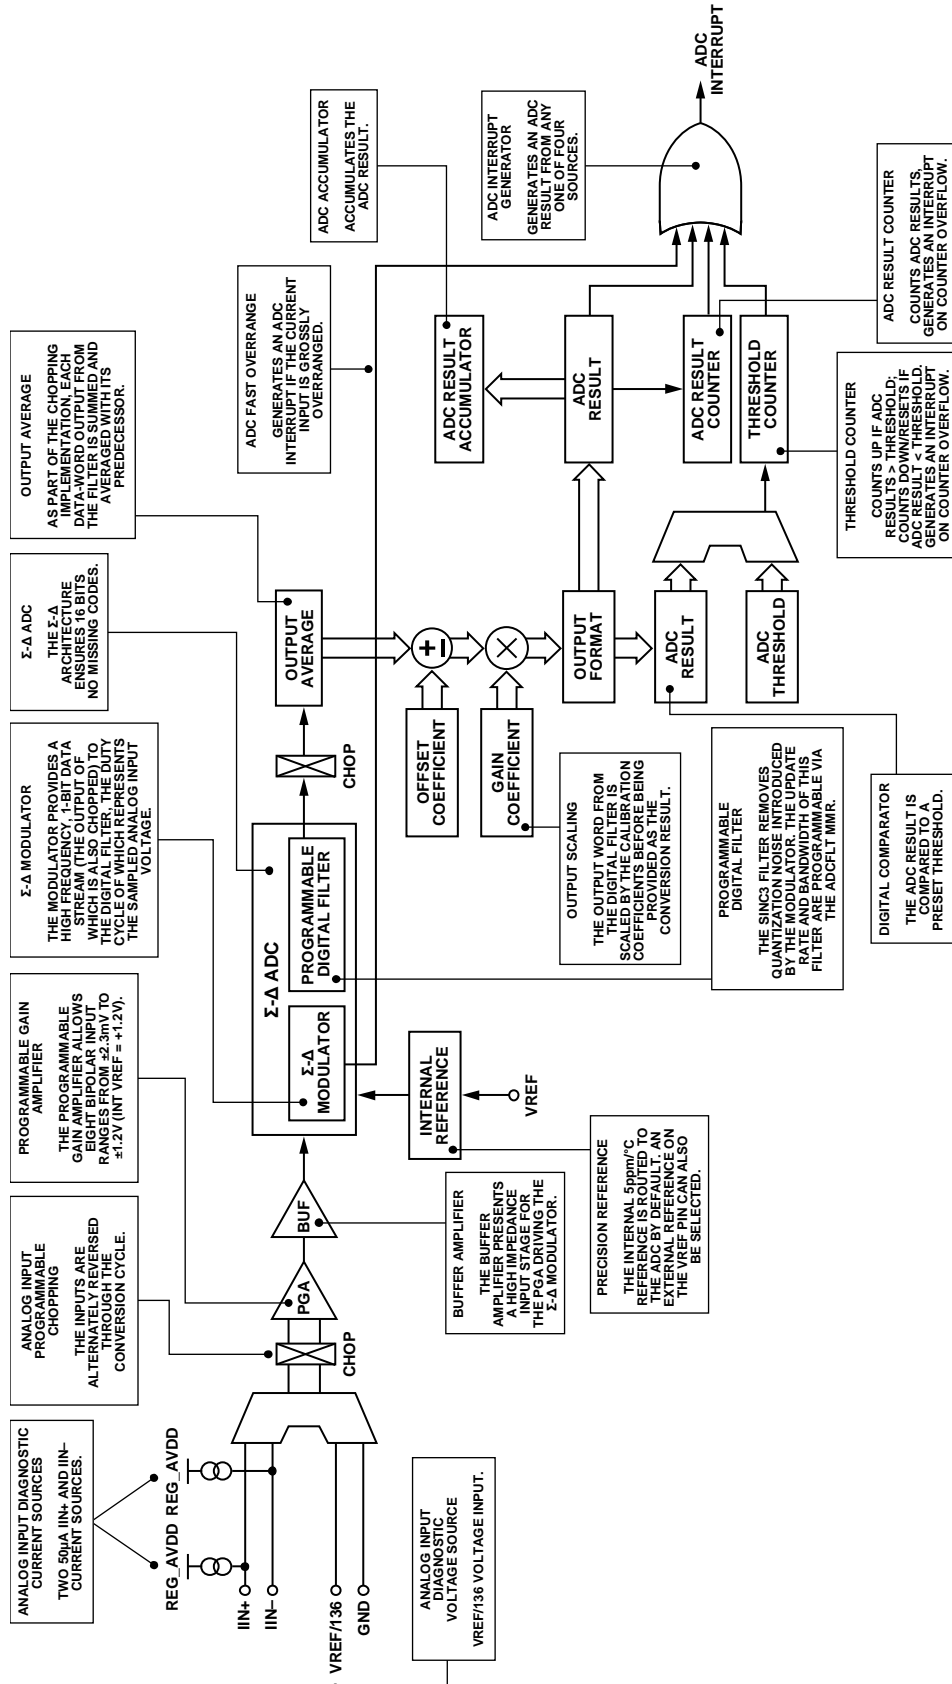 ANALOG INPUT DIAGNOSTIC
CURRENT SOURCES
TWO 50µA IIN+ AND IIN–
CURRENT SOURCES.
ANALOG INPUT
PROGRAMMABLE
CHOPPING
THE INPUTS ARE
ALTERNATELY REVERSED
THROUGH THE
CONVERSION CYCLE.
PROGRAMMABLE GAIN
AMPLIFIER
THE PROGRAMMABLE
GAIN AMPLIFIER ALLOWS
EIGHT BIPOLAR INPUT
RANGES FROM ±2.3mV TO
±1.2V (INT VREF = +1.2V).
Σ-Δ MODULATOR
THE MODULATOR PROVIDES A
HIGH FREQUENCY, 1-BIT DATA
STREAM (THE OUTPUT OF
WHICH IS ALSO CHOPPED) TO
THE DIGITAL FILTER, THE DUTY
CYCLE OF WHICH REPRESENTS
THE SAMPLED ANALOG INPUT
VOLTAGE.
Σ-Δ ADC
THE Σ-Δ
ARCHITECTURE
ENSURES 16 BITS
NO MISSING CODES.
OUTPUT AVERAGE
AS PART OF THE CHOPPING
IMPLEMENTATION, EACH
DATA-WORD OUTPUT FROM
THE FILTER IS SUMMED AND
AVERAGED WITH ITS
PREDECESSOR.
ADC FAST OVERRANGE
GENERATES AN ADC
INTERRUPT IF THE CURRENT
INPUT IS GROSSLY
OVERRANGED.
ADC ACCUMULATOR
ACCUMULATES THE
ADC RESULT.
ADC INTERRUPT
GENERATOR
GENERATES AN ADC
RESULT FROM ANY
ONE OF FOUR
SOURCES.
REG_AVDD
REG_AVDD
IIN+
IIN–
VREF/136
GND
CHOP
PGA
BUF
Σ-Δ ADC
Σ-Δ
MODULATOR
PROGRAMMABLE
DIGITAL FILTER
CHOP
OUTPUT
AVERAGE
INTERNAL
REFERENCE
VREF
OFFSET
COEFFICIENT
GAIN
COEFFICIENT
OUTPUT
FORMAT
ADC
RESULT
ADC
THRESHOLD
ADC RESULT
ACCUMULATOR
ADC
RESULT
ADC RESULT
COUNTER
THRESHOLD
COUNTER
ADC
INTERRUPT
ANALOG INPUT
DIAGNOSTIC
VOLTAGE SOURCE
VREF/136 VOLTAGE INPUT.
BUFFER AMPLIFIER
THE BUFFER
AMPLIFIER PRESENTS
A HIGH IMPEDANCE
INPUT STAGE FOR
THE PGA DRIVING THE
Σ-Δ MODULATOR.
PRECISION REFERENCE
THE INTERNAL 5ppm/°C
REFERENCE IS ROUTED TO
THE ADC BY DEFAULT. AN
EXTERNAL REFERENCE ON
THE VREF PIN CAN ALSO
BE SELECTED.
OUTPUT SCALING
THE OUTPUT WORD FROM
THE DIGITAL FILTER IS
SCALED BY THE CALIBRATION
COEFFICIENTS BEFORE BEING
PROVIDED AS THE
CONVERSION RESULT.
PROGRAMMABLE
DIGITAL FILTER
THE SINC3 FILTER REMOVES
QUANTIZATION NOISE INTRODUCED
BY THE MODULATOR. THE UPDATE
RATE AND BANDWIDTH OF THIS
FILTER ARE PROGRAMMABLE VIA
THE ADCFLT MMR.
DIGITAL COMPARATOR
THE ADC RESULT IS
COMPARED TO A
PRESET THRESHOLD.
THRESHOLD COUNTER
COUNTS UP IF ADC
RESULTS > THRESHOLD;
COUNTS DOWN/RESETS IF
ADC RESULT < THRESHOLD.
GENERATES AN INTERRUPT
ON COUNTER OVERFLOW.
ADC RESULT COUNTER
COUNTS ADC RESULTS,
GENERATES AN INTERRUPT
ON COUNTER OVERFLOW.